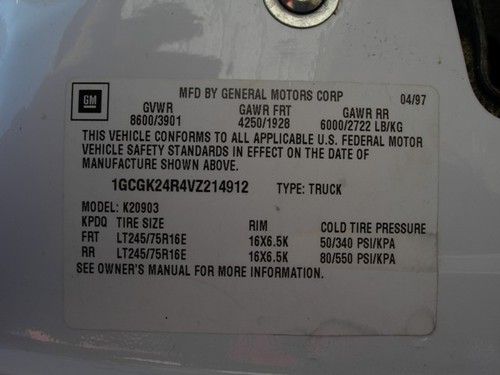 GM
MFD BY GENERAL MOTORS CORP 04/97
GVWR GAWR FRT GAWR RR
8600/3901 4250/1928 6000/2722 LB/KG
THIS VEHICLE CONFORMS TO ALL APPLICABLE U.S. FEDERAL MOTOR
VEHICLE SAFETY STANDARDS IN EFFECT ON THE DATE OF
MANUFACTURE SHOWN ABOVE.
1GCGK24R4VZ214912 TYPE: TRUCK
MODEL: K20903
KPDQ TIRE SIZE RIM COLD TIRE PRESSURE
FRT LT245/75R16E 16X6.5K 50/340 PSI/KPA
RR LT245/75R16E 16X6.5K 80/550 PSI/KPA
SEE OWNER'S MANUAL FOR MORE INFORMATION.